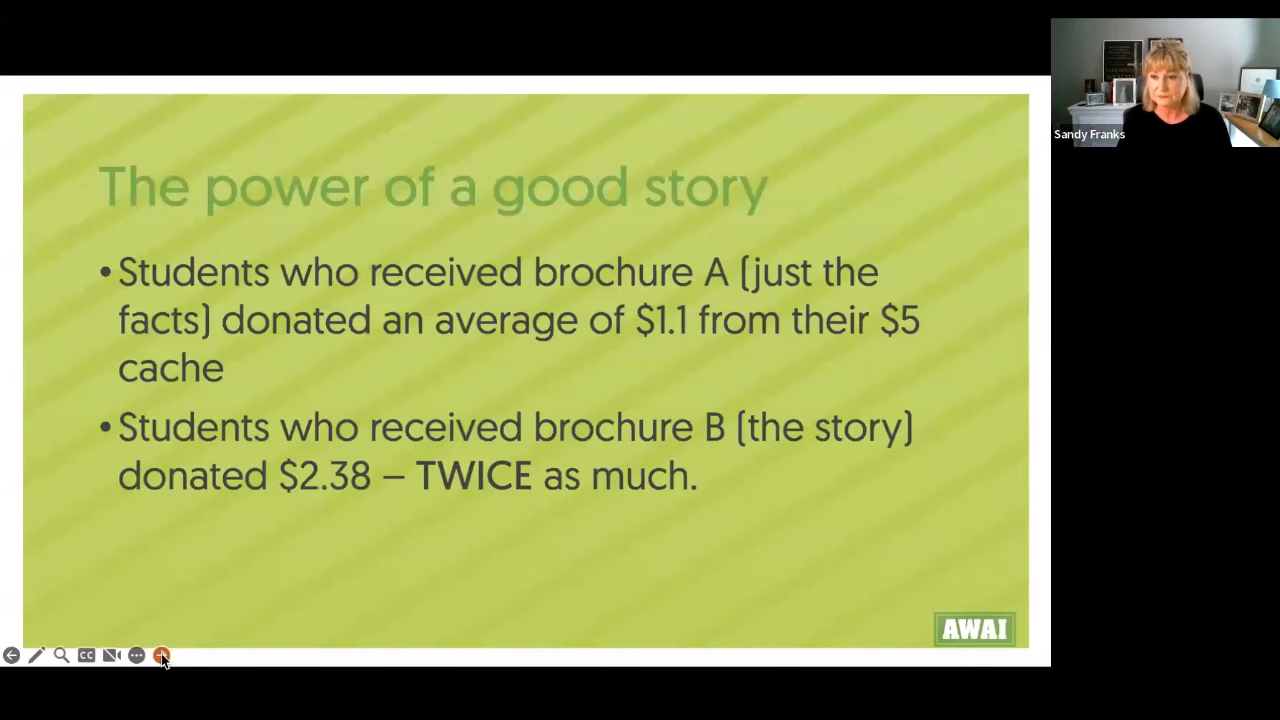 The power of a good story
•Students who received brochure A (just the
facts) donated an average of $1.1 from their $5
cache
•Students who received brochure B (the story)
donated $2.38 – TWICE as much.
AWAI
CC
Sandy Franks